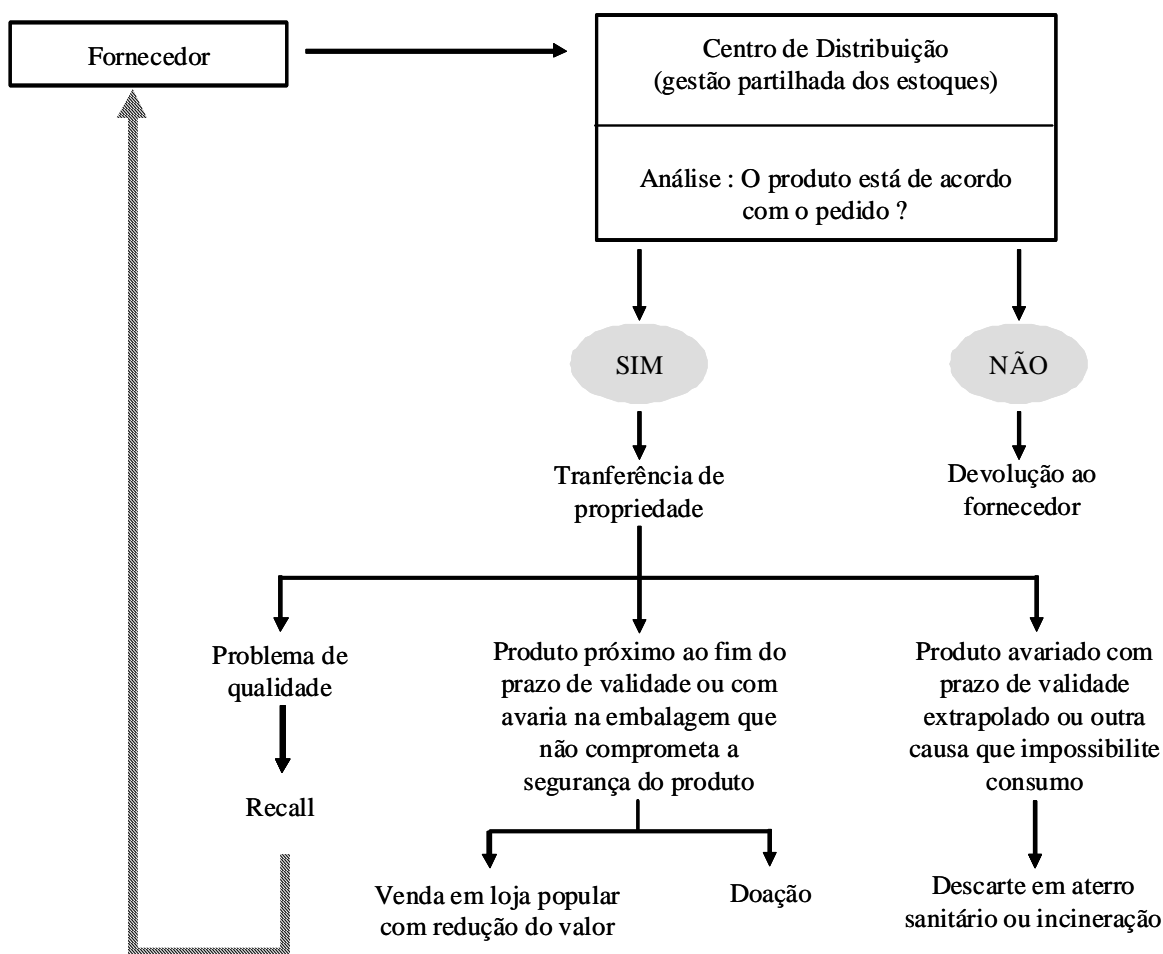 Fornecedor
Centro de Distribuição
(gestão partilhada dos estoques)
Análise : O produto está de acordo
com o pedido ?
SIM
NÃO
Tranferência de
propriedade
Devolução ao
fornecedor
Problema de
qualidade
Recall
Produto próximo ao fim do
prazo de validade ou com
avaria na embalagem que
não comprometa a
segurança do produto
Venda em loja popular
com redução do valor
Doação
Produto avariado com
prazo de validade
extrapolado ou outra
causa que impossibilite
consumo
Descarte em aterro
sanitário ou incineração